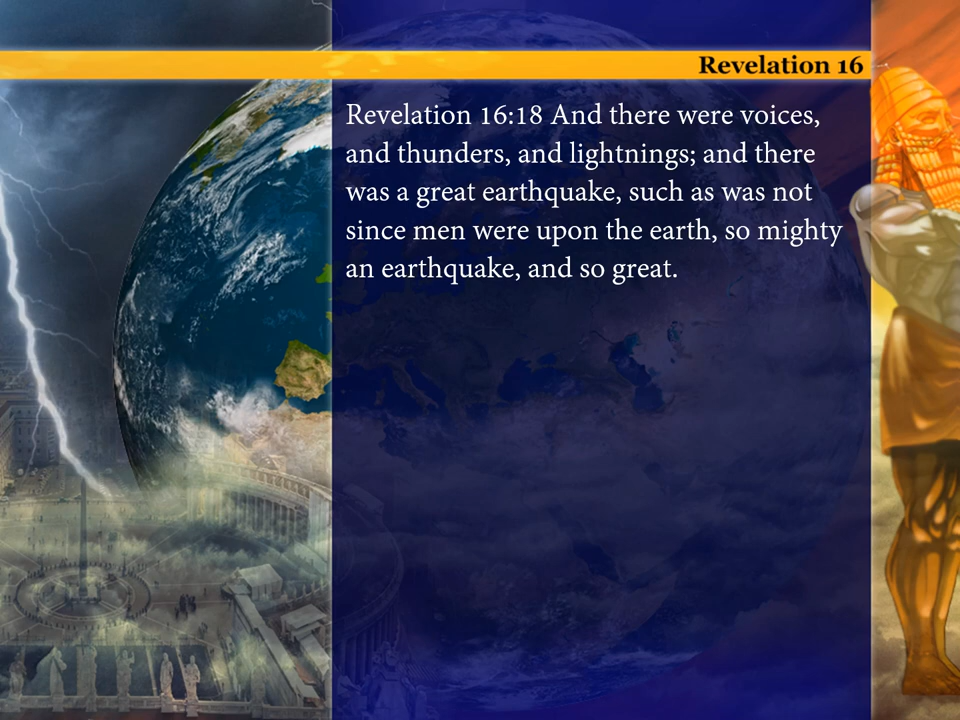 Revelation 16
Revelation 16:18 And there were voices,
and thunders, and lightnings; and there
was a great earthquake, such as was not
since men were upon the earth, so mighty
an earthquake, and so great.